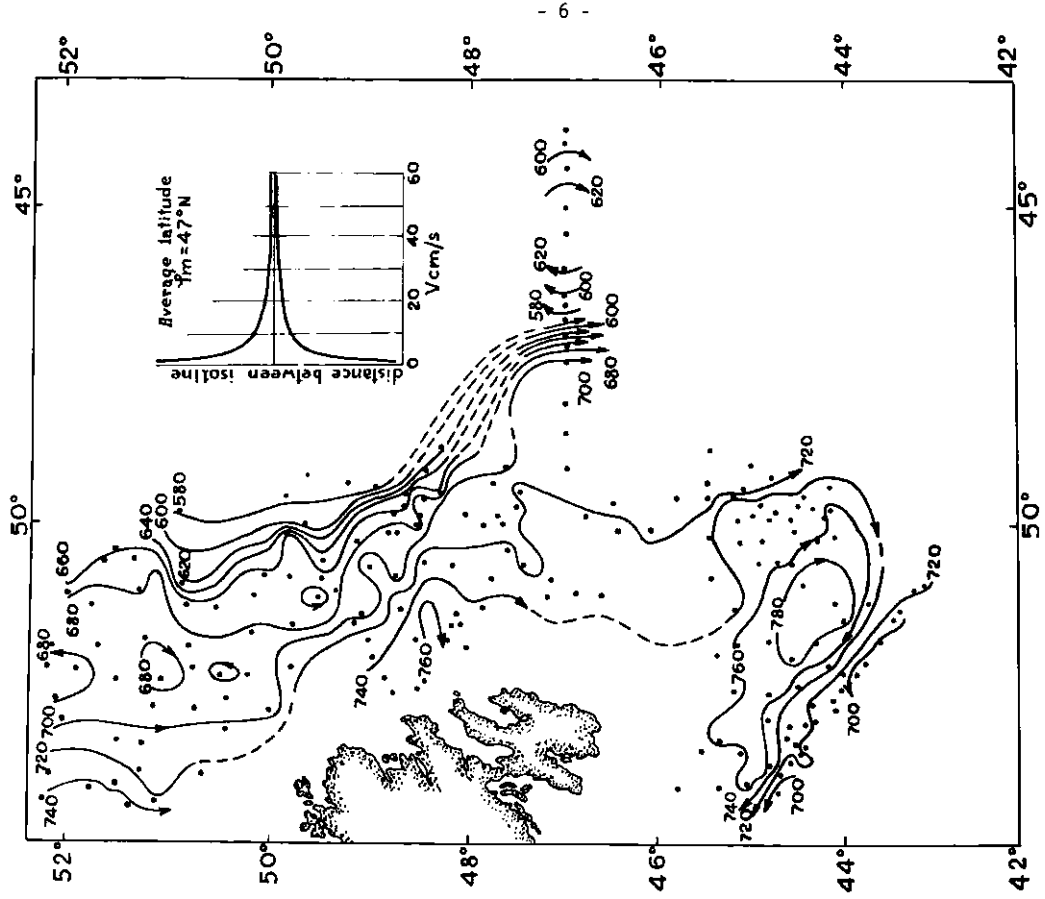 - 9 -
50° 45°
52° 52°
740 720 700 680 680 660
640 600 580
680 620
50° 50°
Average latitude
φm=47°N
distance between isoline
0 20 40 60
V cm/s
740
760
48° 48°
580 620 600
700 600 620
680 600
46° 46°
740 760 780 720
720
700
700
720
44° 44°
42° 42°
50° 45°